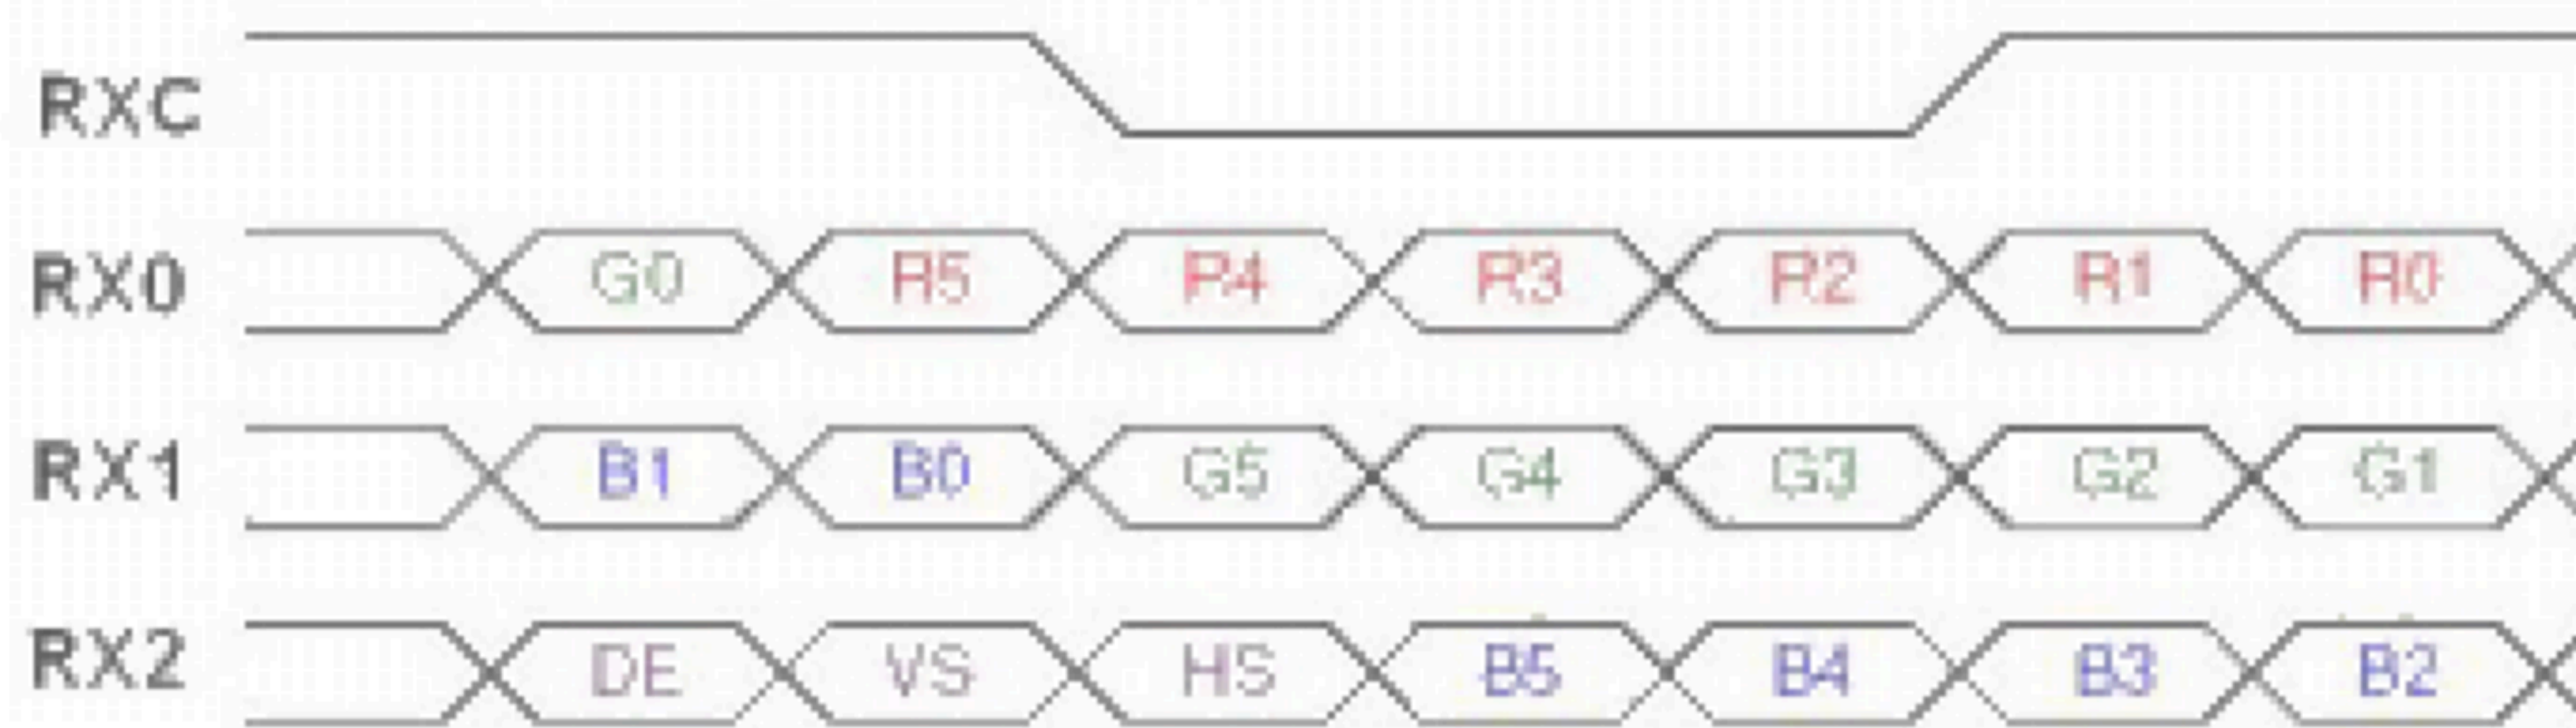 RXC
RX0 G0 R5 R4 R3 R2 R1 R0
RX1 B1 B0 G5 G4 G3 G2 G1
RX2 DE VS HS B5 B4 B3 B2